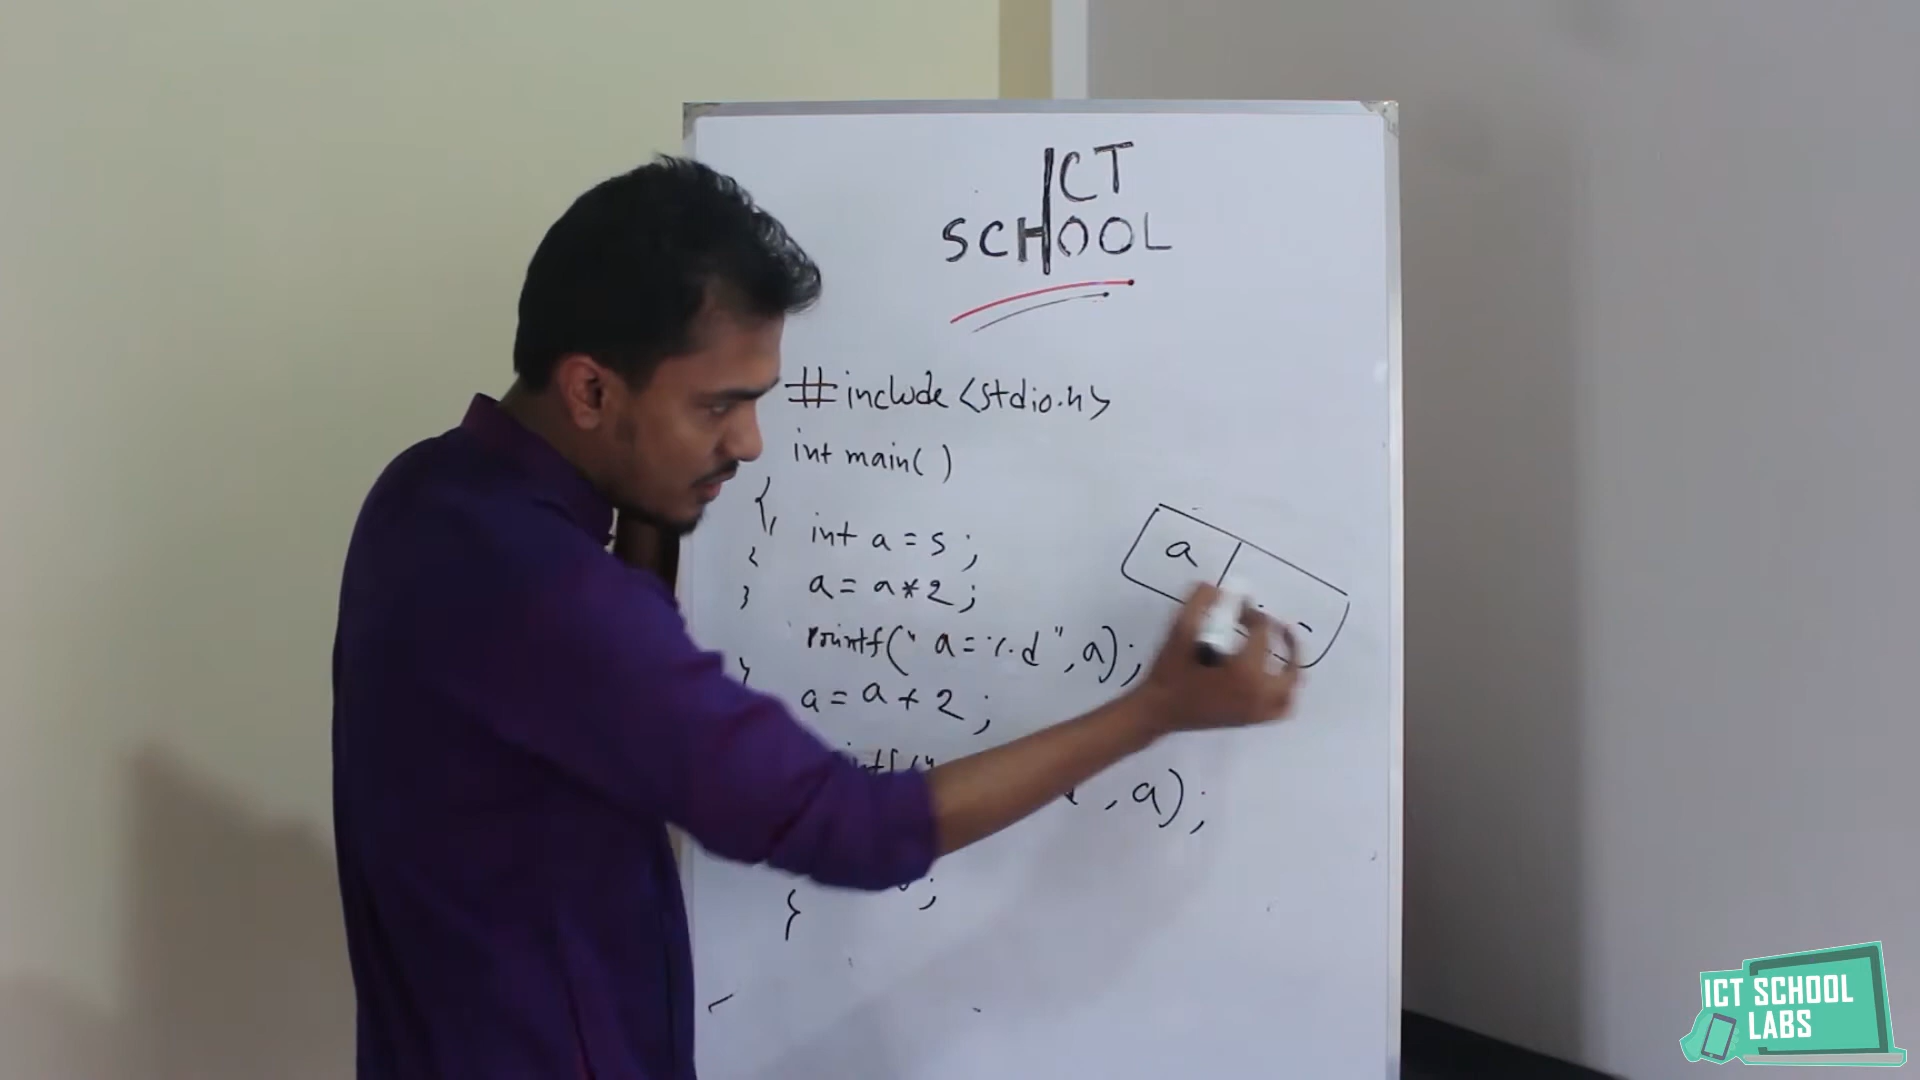 ICT
SCHOOL
#include <stdio.h>
int main( )
{
int a = 5 ;
a = a * 2 ;
printf(" a = %d ", a);
a = a + 2 ;
a
, a);
;
}
ICT SCHOOL
LABS